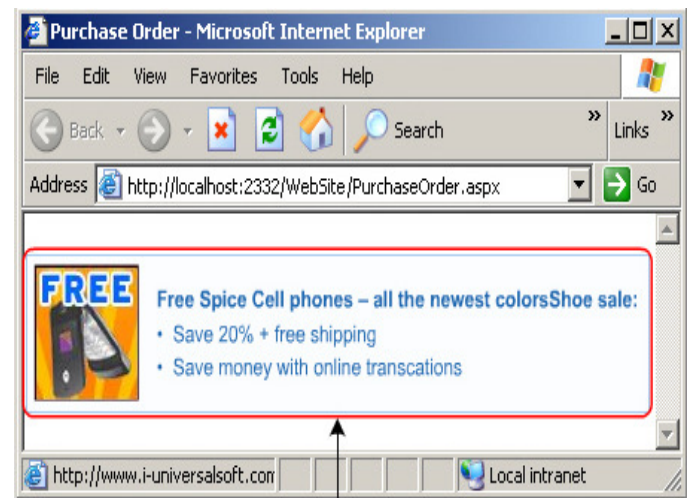 Purchase Order - Microsoft Internet Explorer
File Edit View Favorites Tools Help
Back Search » Links »
Address http://localhost:2332/WebSite/PurchaseOrder.aspx Go
FREE
Free Spice Cell phones – all the newest colorsShoe sale:
• Save 20% + free shipping
• Save money with online transcations
http://www.i-universalsoft.com Local intranet